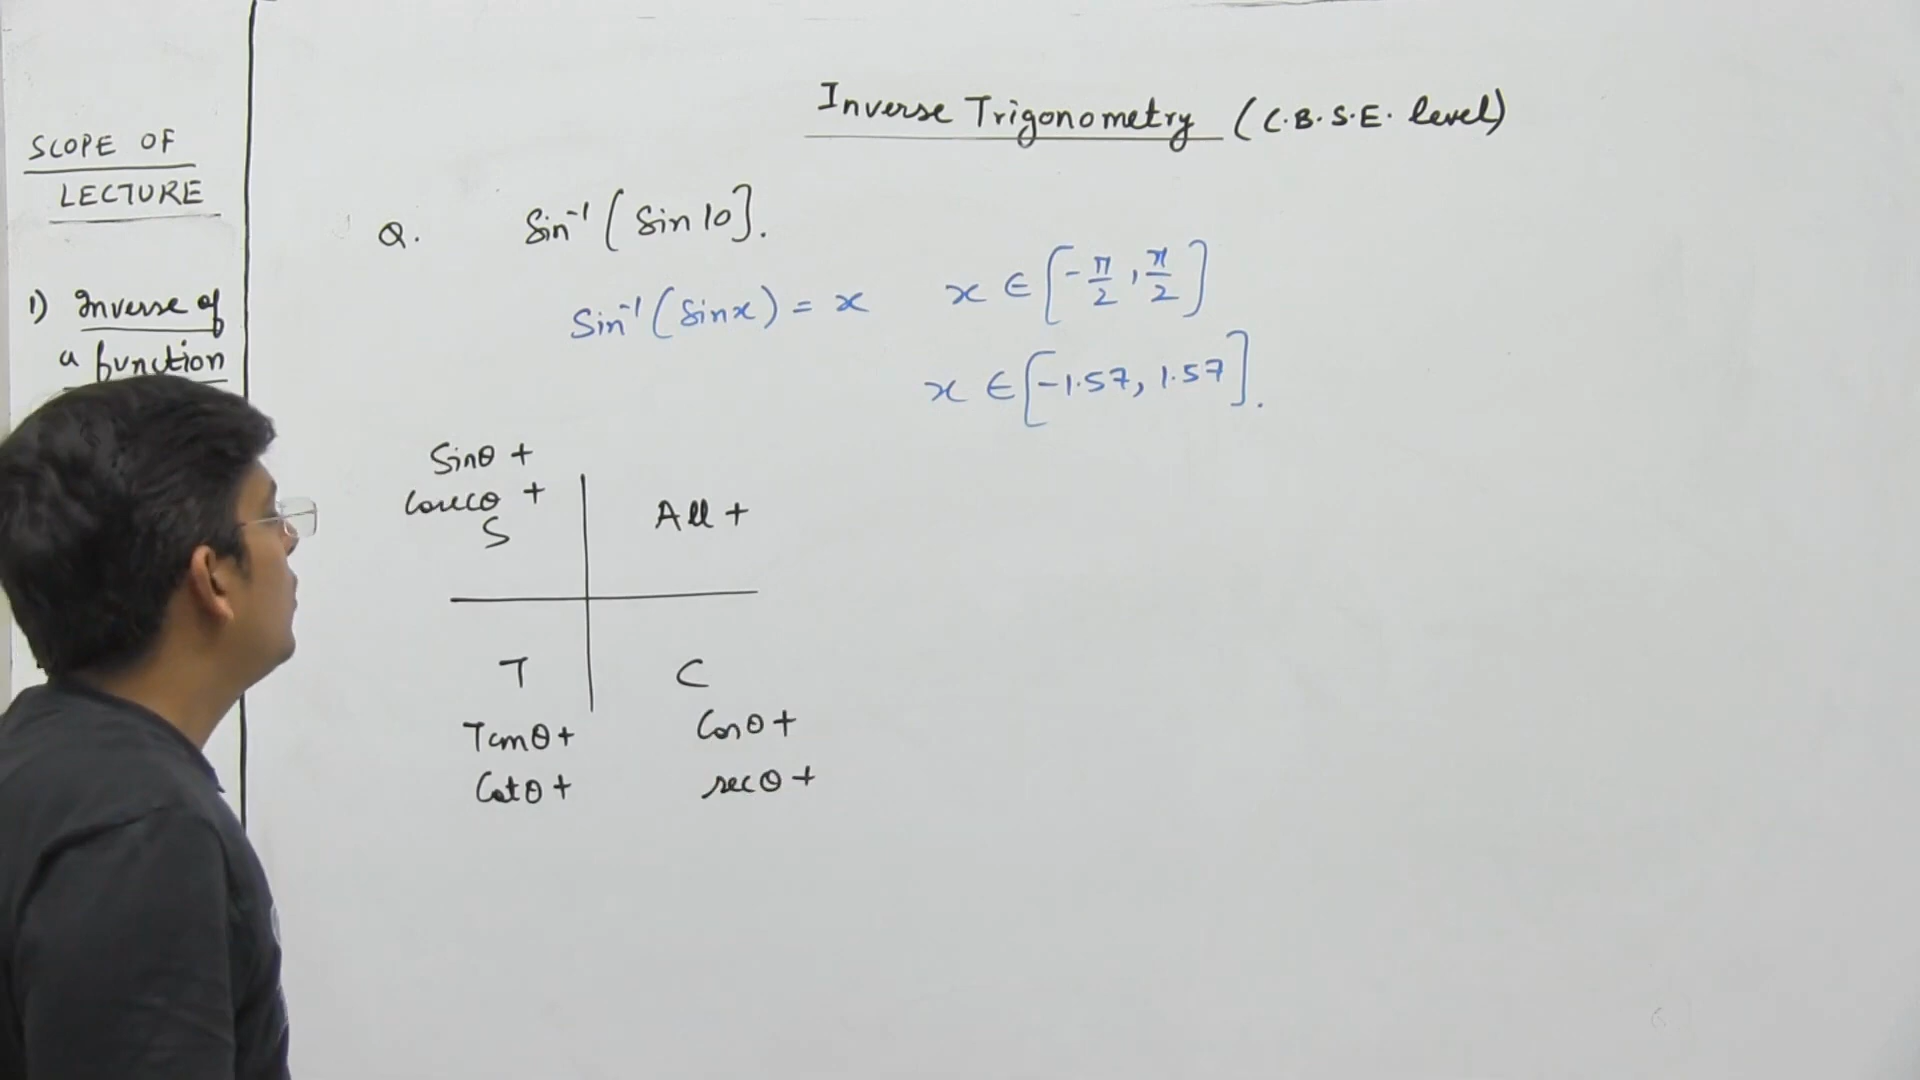 SCOPE OF
LECTURE
1) Inverse of
a function
Inverse Trigonometry (C.B.S.E. level)
Q. Sin⁻¹ ( Sin 10].
Sin⁻¹ (Sinx) = x x ∈ [-π/2, π/2]
x ∈ [-1.57, 1.57].
Sinθ +
Cosecθ +
S
All +
T
C
Tanθ +
Cotθ +
Cosθ +
secθ +